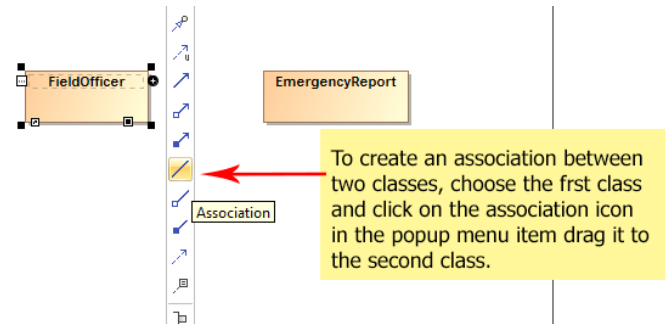 FieldOfficer
EmergencyReport
u
Association
To create an association between
two classes, choose the frst class
and click on the association icon
in the popup menu item drag it to
the second class.